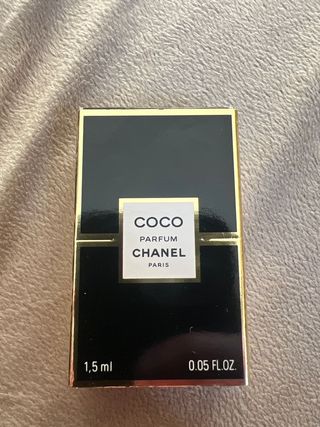 COCO
PARFUM
CHANEL
PARIS
1,5 ml 0.05 FL.OZ.